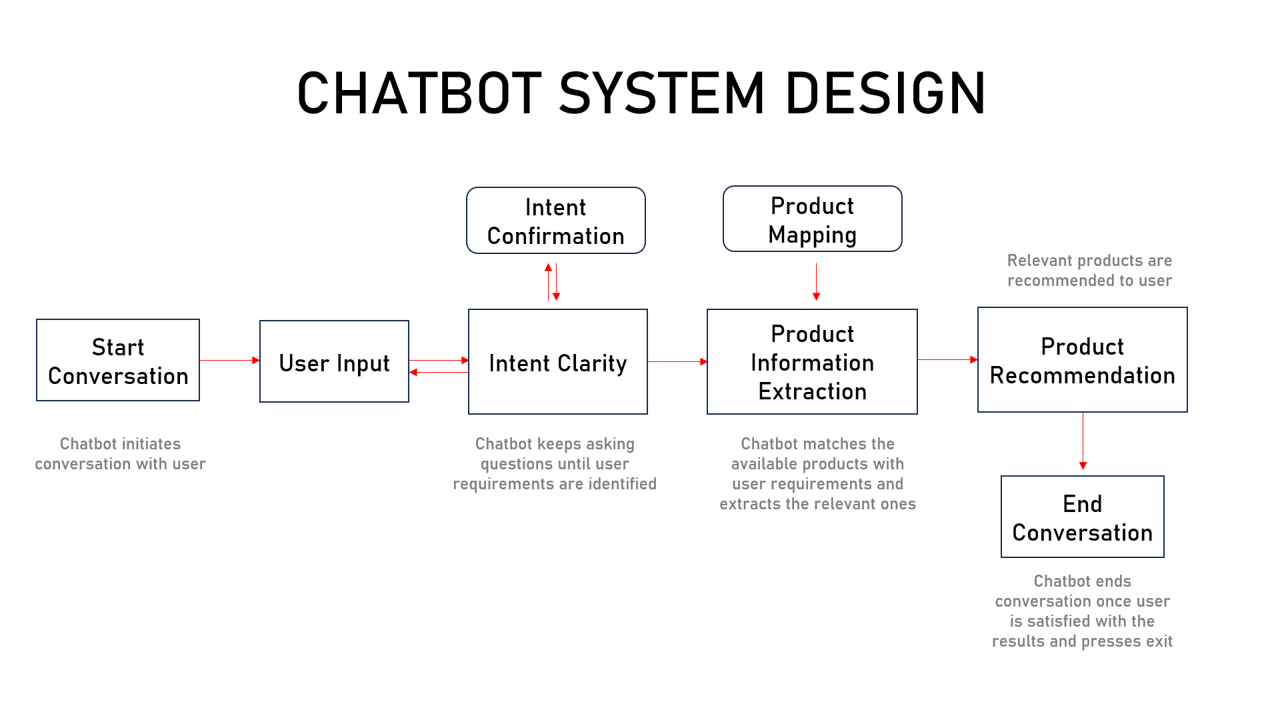 CHATBOT SYSTEM DESIGN
Intent
Confirmation
Product
Mapping
Relevant products are
recommended to user
Start
Conversation
User Input
Intent Clarity
Product
Information
Extraction
Product
Recommendation
Chatbot initiates
conversation with user
Chatbot keeps asking
questions until user
requirements are identified
Chatbot matches the
available products with
user requirements and
extracts the relevant ones
End
Conversation
Chatbot ends
conversation once user
is satisfied with the
results and presses exit